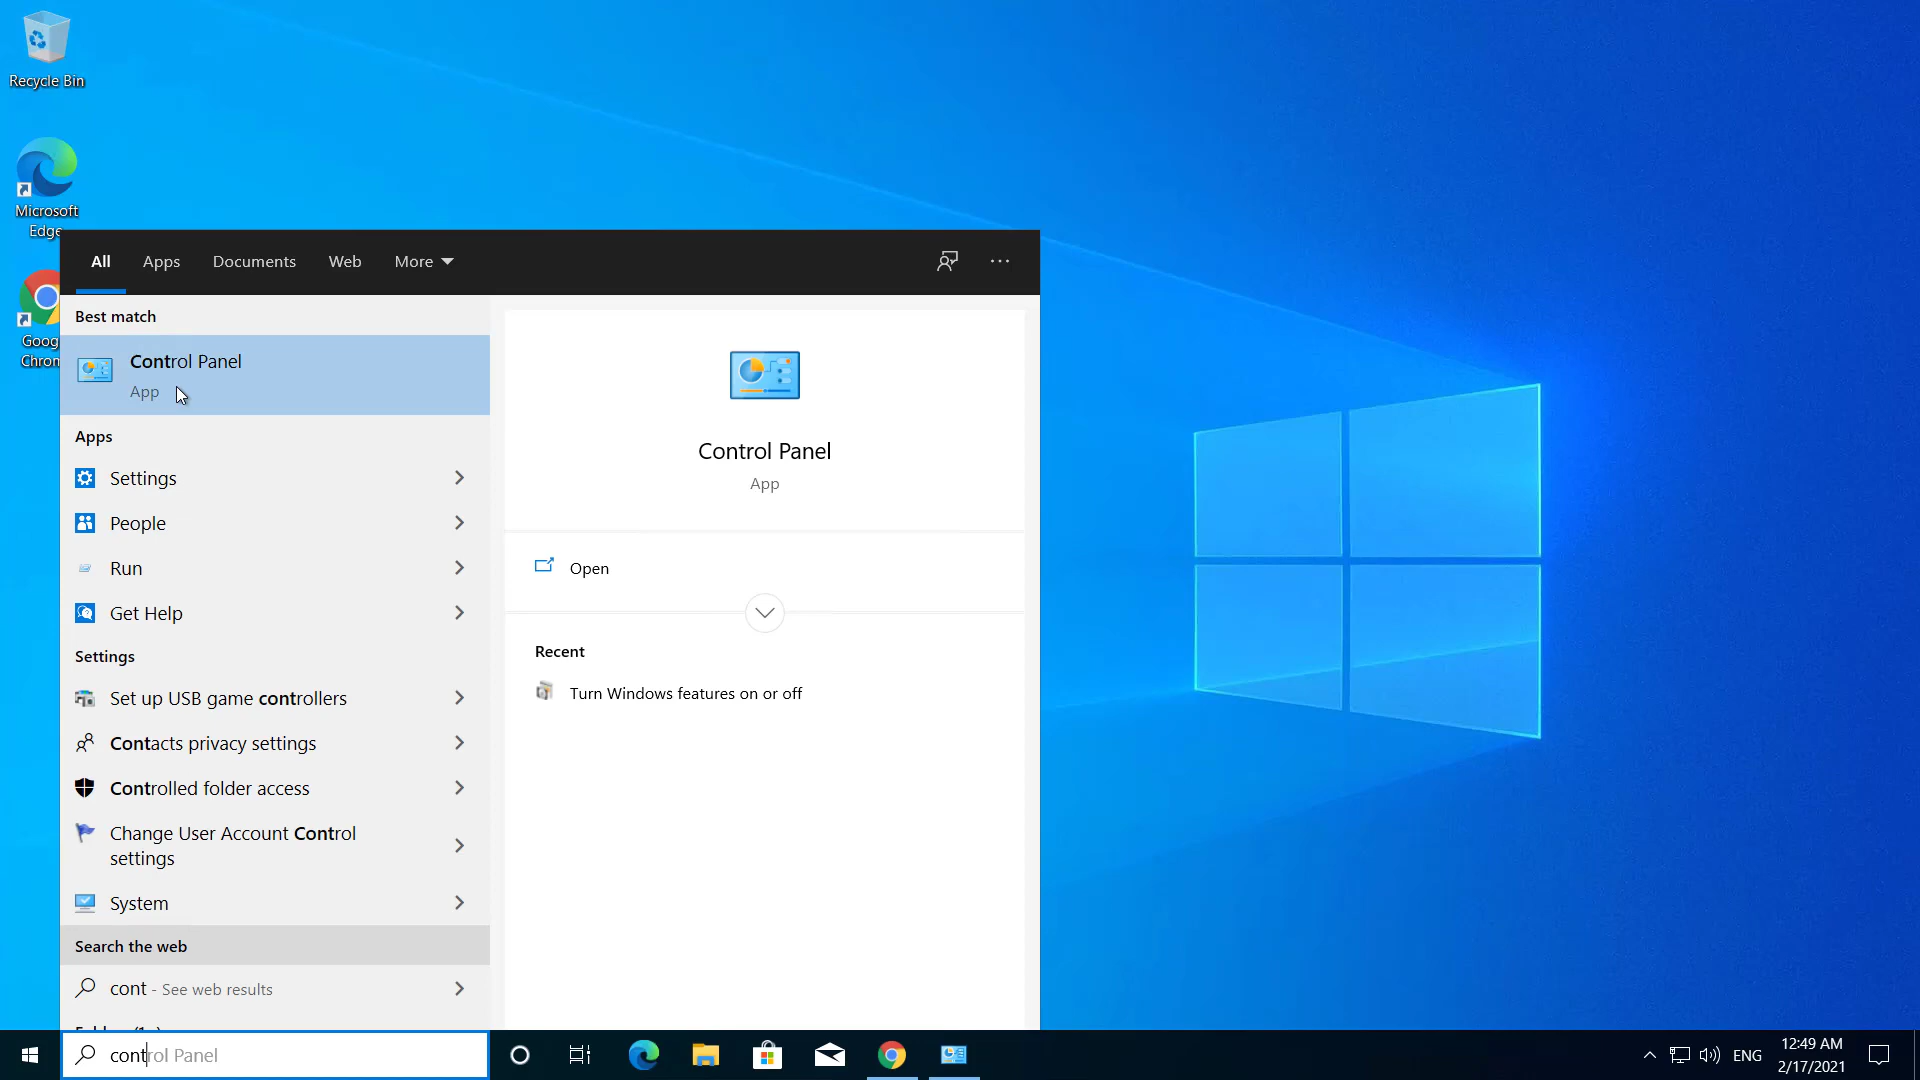 Recycle Bin
Microsoft
Edge
Goog
Chrom
All Apps Documents Web More
Best match
Control Panel
App
Apps
Settings
People
Run
Get Help
Settings
Set up USB game controllers
Contacts privacy settings
Controlled folder access
Change User Account Control
settings
System
Search the web
cont - See web results
Control Panel
App
Open
Recent
Turn Windows features on or off
control Panel
ENG
12:49 AM
2/17/2021